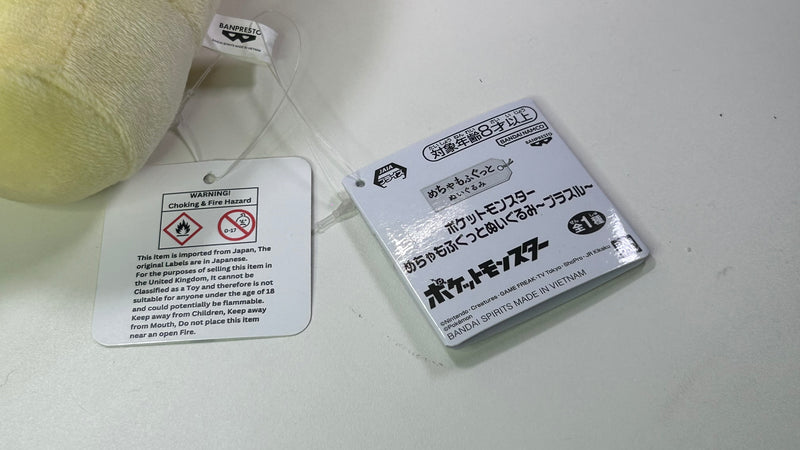 BANPRESTO
WARNING!
Choking & Fire Hazard
0-17
This Item is imported from Japan, The
original Labels are in Japanese.
For the purposes of selling this item in
the United Kingdom, It cannot be
Classified as a Toy and therefore is not
suitable for anyone under the age of 18
and could potentially be flammable.
Keep away from Children, Keep away
from Mouth, Do not place this item
near an open Fire.
JAIA
プライズ
対象年齢8才以上
BANDAI NAMCO
BANPRESTO
めちゃもふぐっと
ぬいぐるみ
ポケットモンスター
めちゃもふぐっとぬいぐるみ～プラスル～
全1種
ポケットモンスター
©Nintendo・Creatures・GAME FREAK・TV Tokyo・ShoPro・JR Kikaku
©Pokémon
BANDAI SPIRITS MADE IN VIETNAM